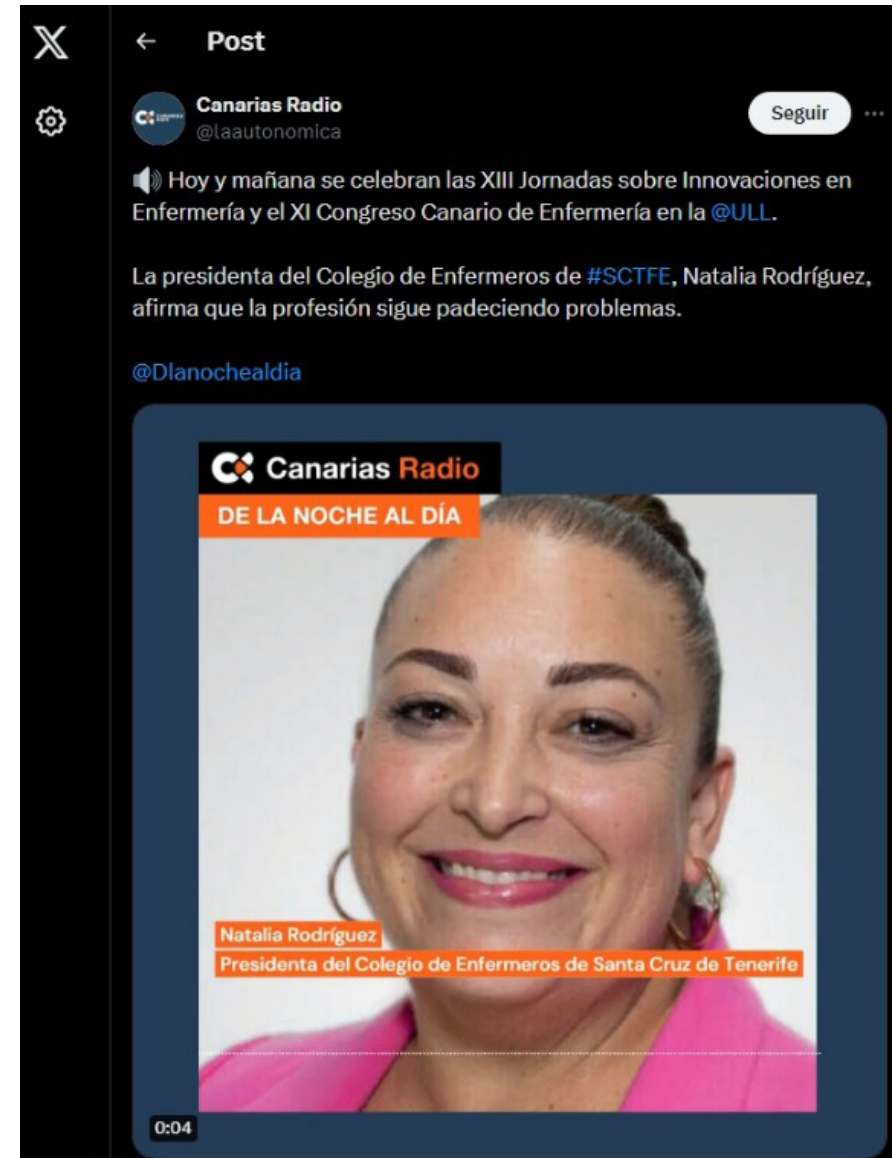 Post
Canarias Radio
@laautonomica
Seguir
Hoy y mañana se celebran las XIII Jornadas sobre Innovaciones en
Enfermería y el XI Congreso Canario de Enfermería en la @ULL.
La presidenta del Colegio de Enfermeros de #SCTFE, Natalia Rodríguez,
afirma que la profesión sigue padeciendo problemas.
@Dlanochealdia
Canarias Radio
DE LA NOCHE AL DÍA
Natalia Rodríguez
Presidenta del Colegio de Enfermeros de Santa Cruz de Tenerife
0:04